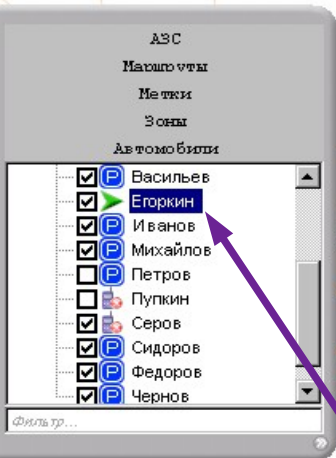 АЗС
Маршруты
Метки
Зоны
Автомобили
P Васильев
Егоркин
P Иванов
P Михайлов
P Петров
Пупкин
Серов
P Сидоров
P Федоров
P Чернов
Фильтр...